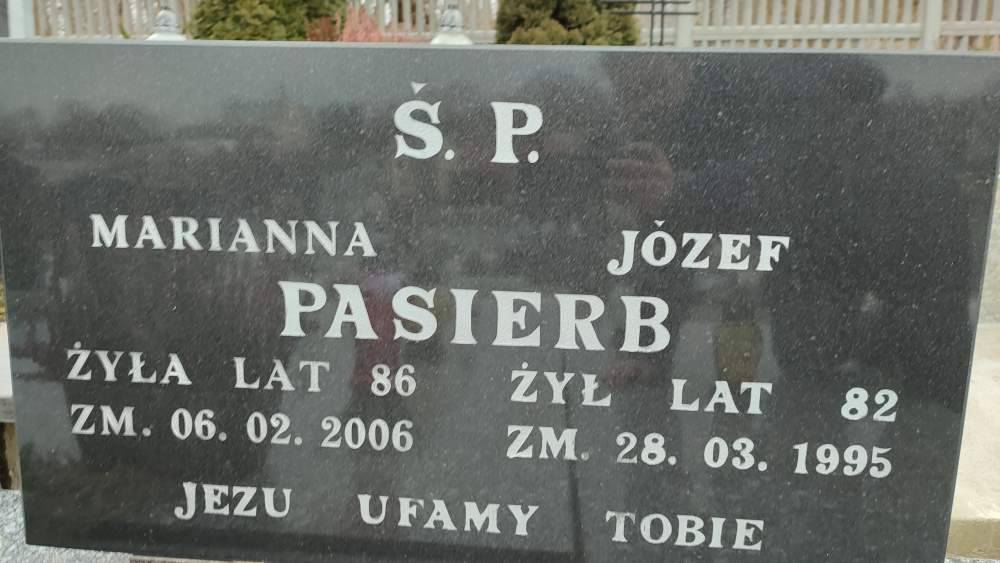 Ś. P.
MARIANNA JÓZEF
PASIERB
ŻYŁA LAT 86 ŻYŁ LAT 82
ZM. 06. 02. 2006 ZM. 28. 03. 1995
JEZU UFAMY TOBIE